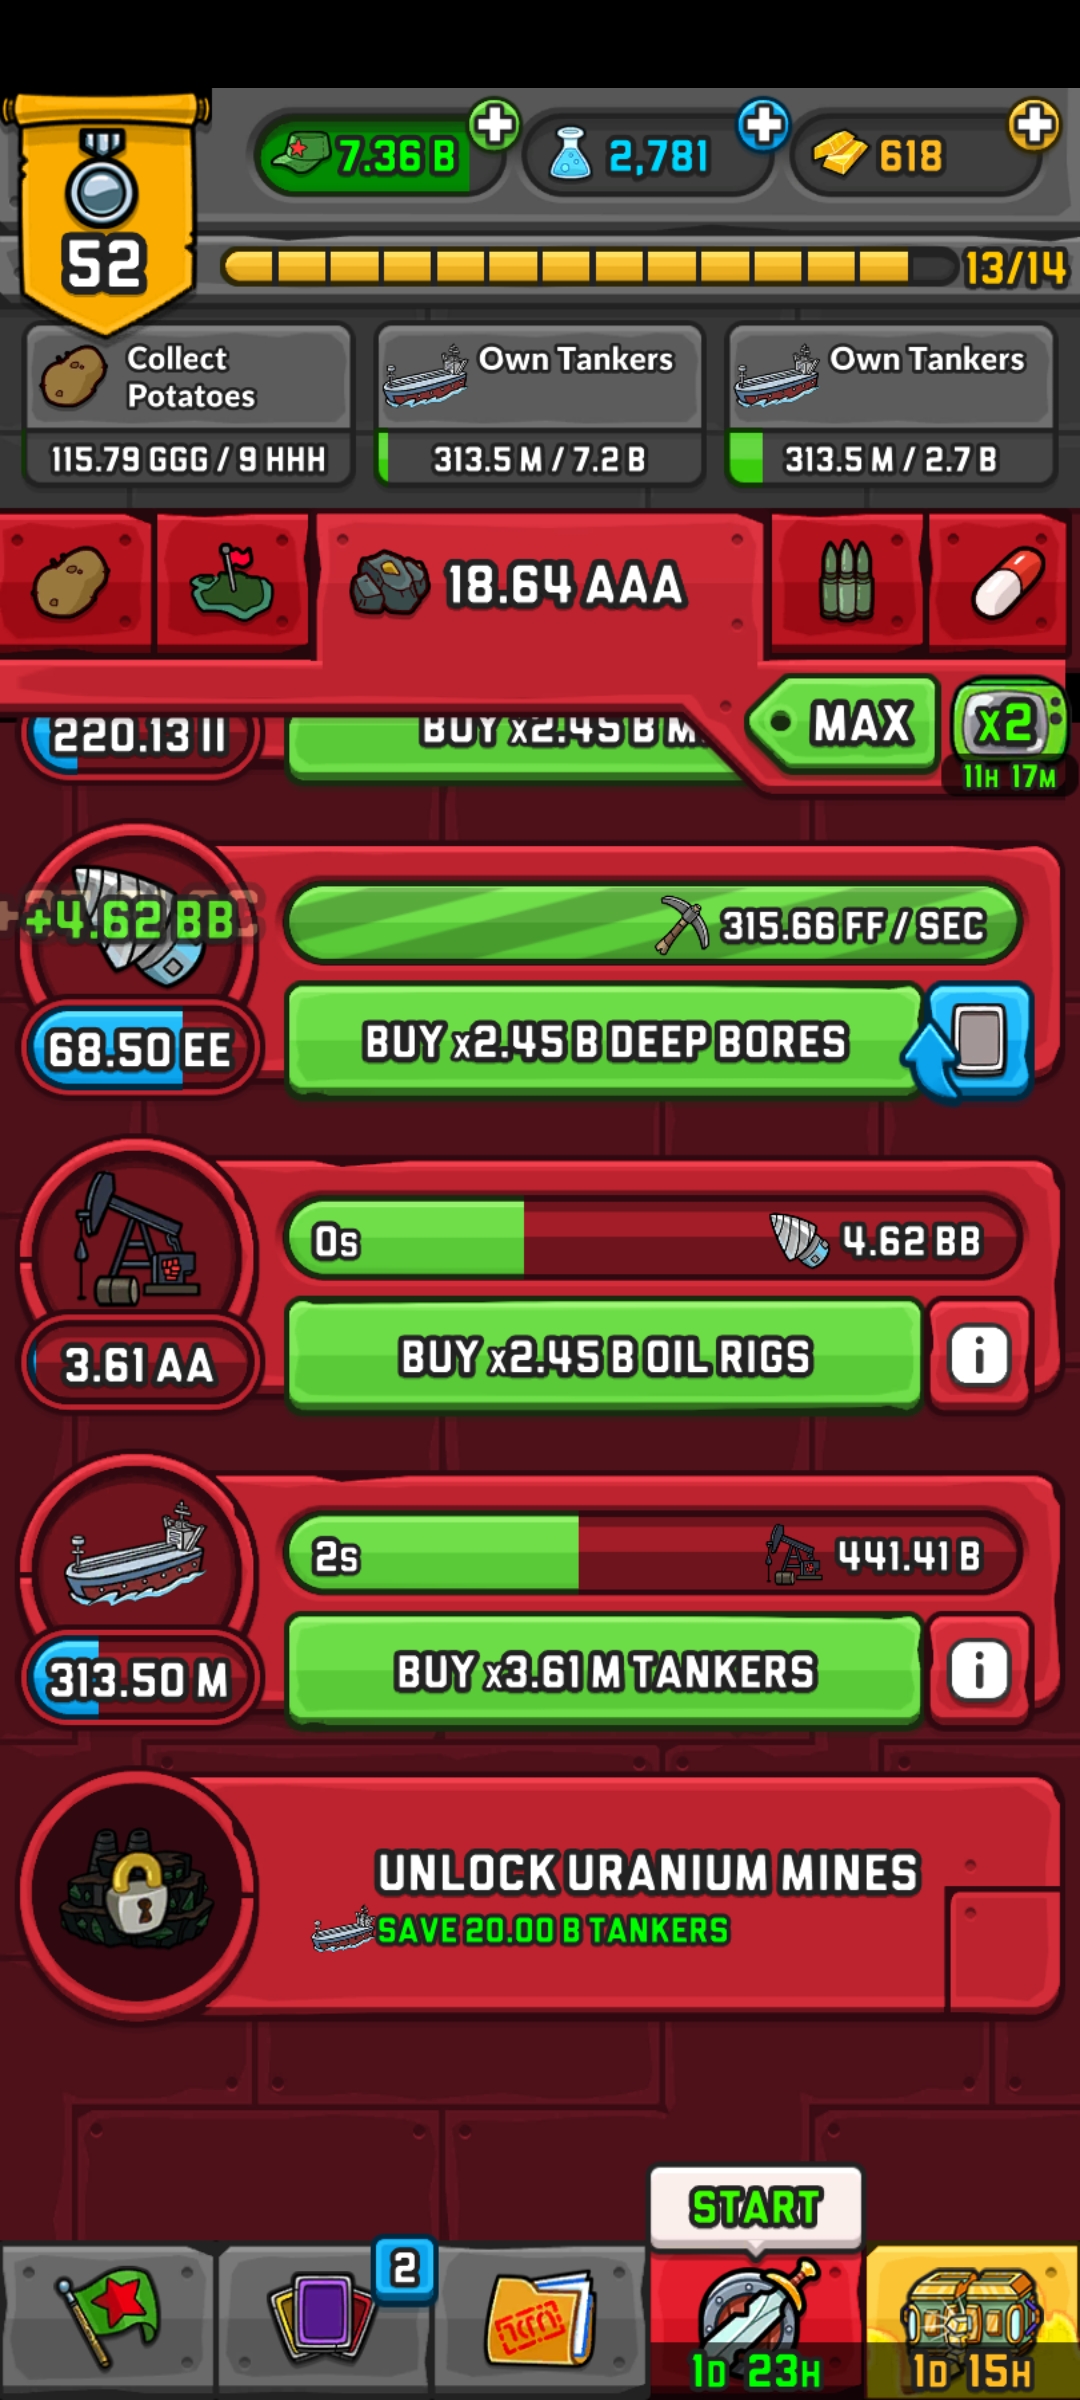 7.36 B
2,781
618
52
13/14
Collect
Potatoes
115.79 GGG / 9 HHH
Own Tankers
313.5 M / 7.2 B
Own Tankers
313.5 M / 2.7 B
18.64 AAA
MAX
x2
11H 17M
220.13 II
BUY x2.45 B M
+4.62 BB
315.66 FF / SEC
68.50 EE
BUY x2.45 B DEEP BORES
0s
4.62 BB
3.61 AA
BUY x2.45 B OIL RIGS
i
2s
441.41 B
313.50 M
BUY x3.61 M TANKERS
i
UNLOCK URANIUM MINES
SAVE 20.00 B TANKERS
START
2
1D 23H
1D 15H